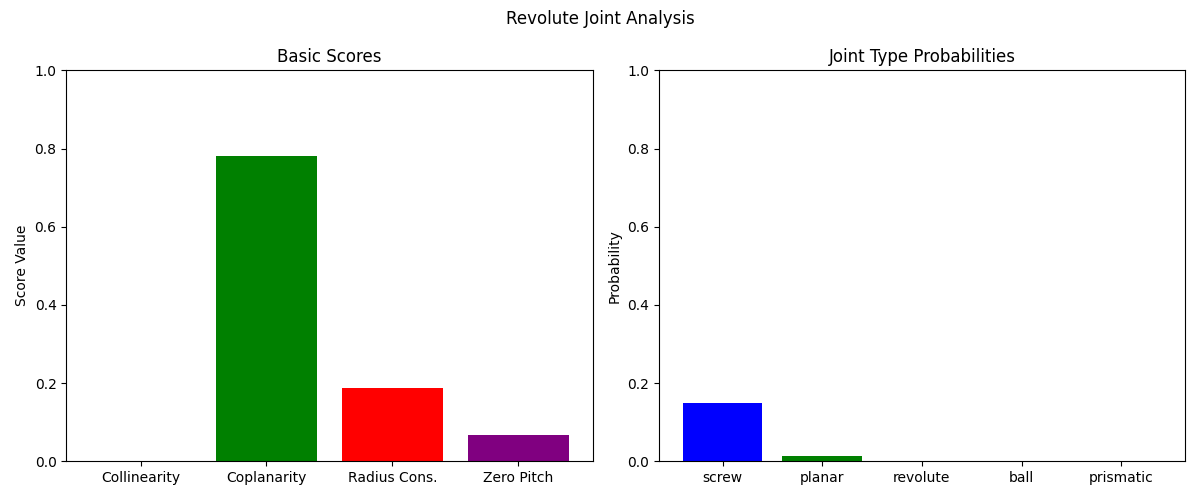 Revolute Joint Analysis
Basic Scores
1.0
0.8
0.6
0.4
0.2
0.0
Score Value
Collinearity Coplanarity Radius Cons. Zero Pitch
Joint Type Probabilities
1.0
0.8
0.6
0.4
0.2
0.0
Probability
screw planar revolute ball prismatic